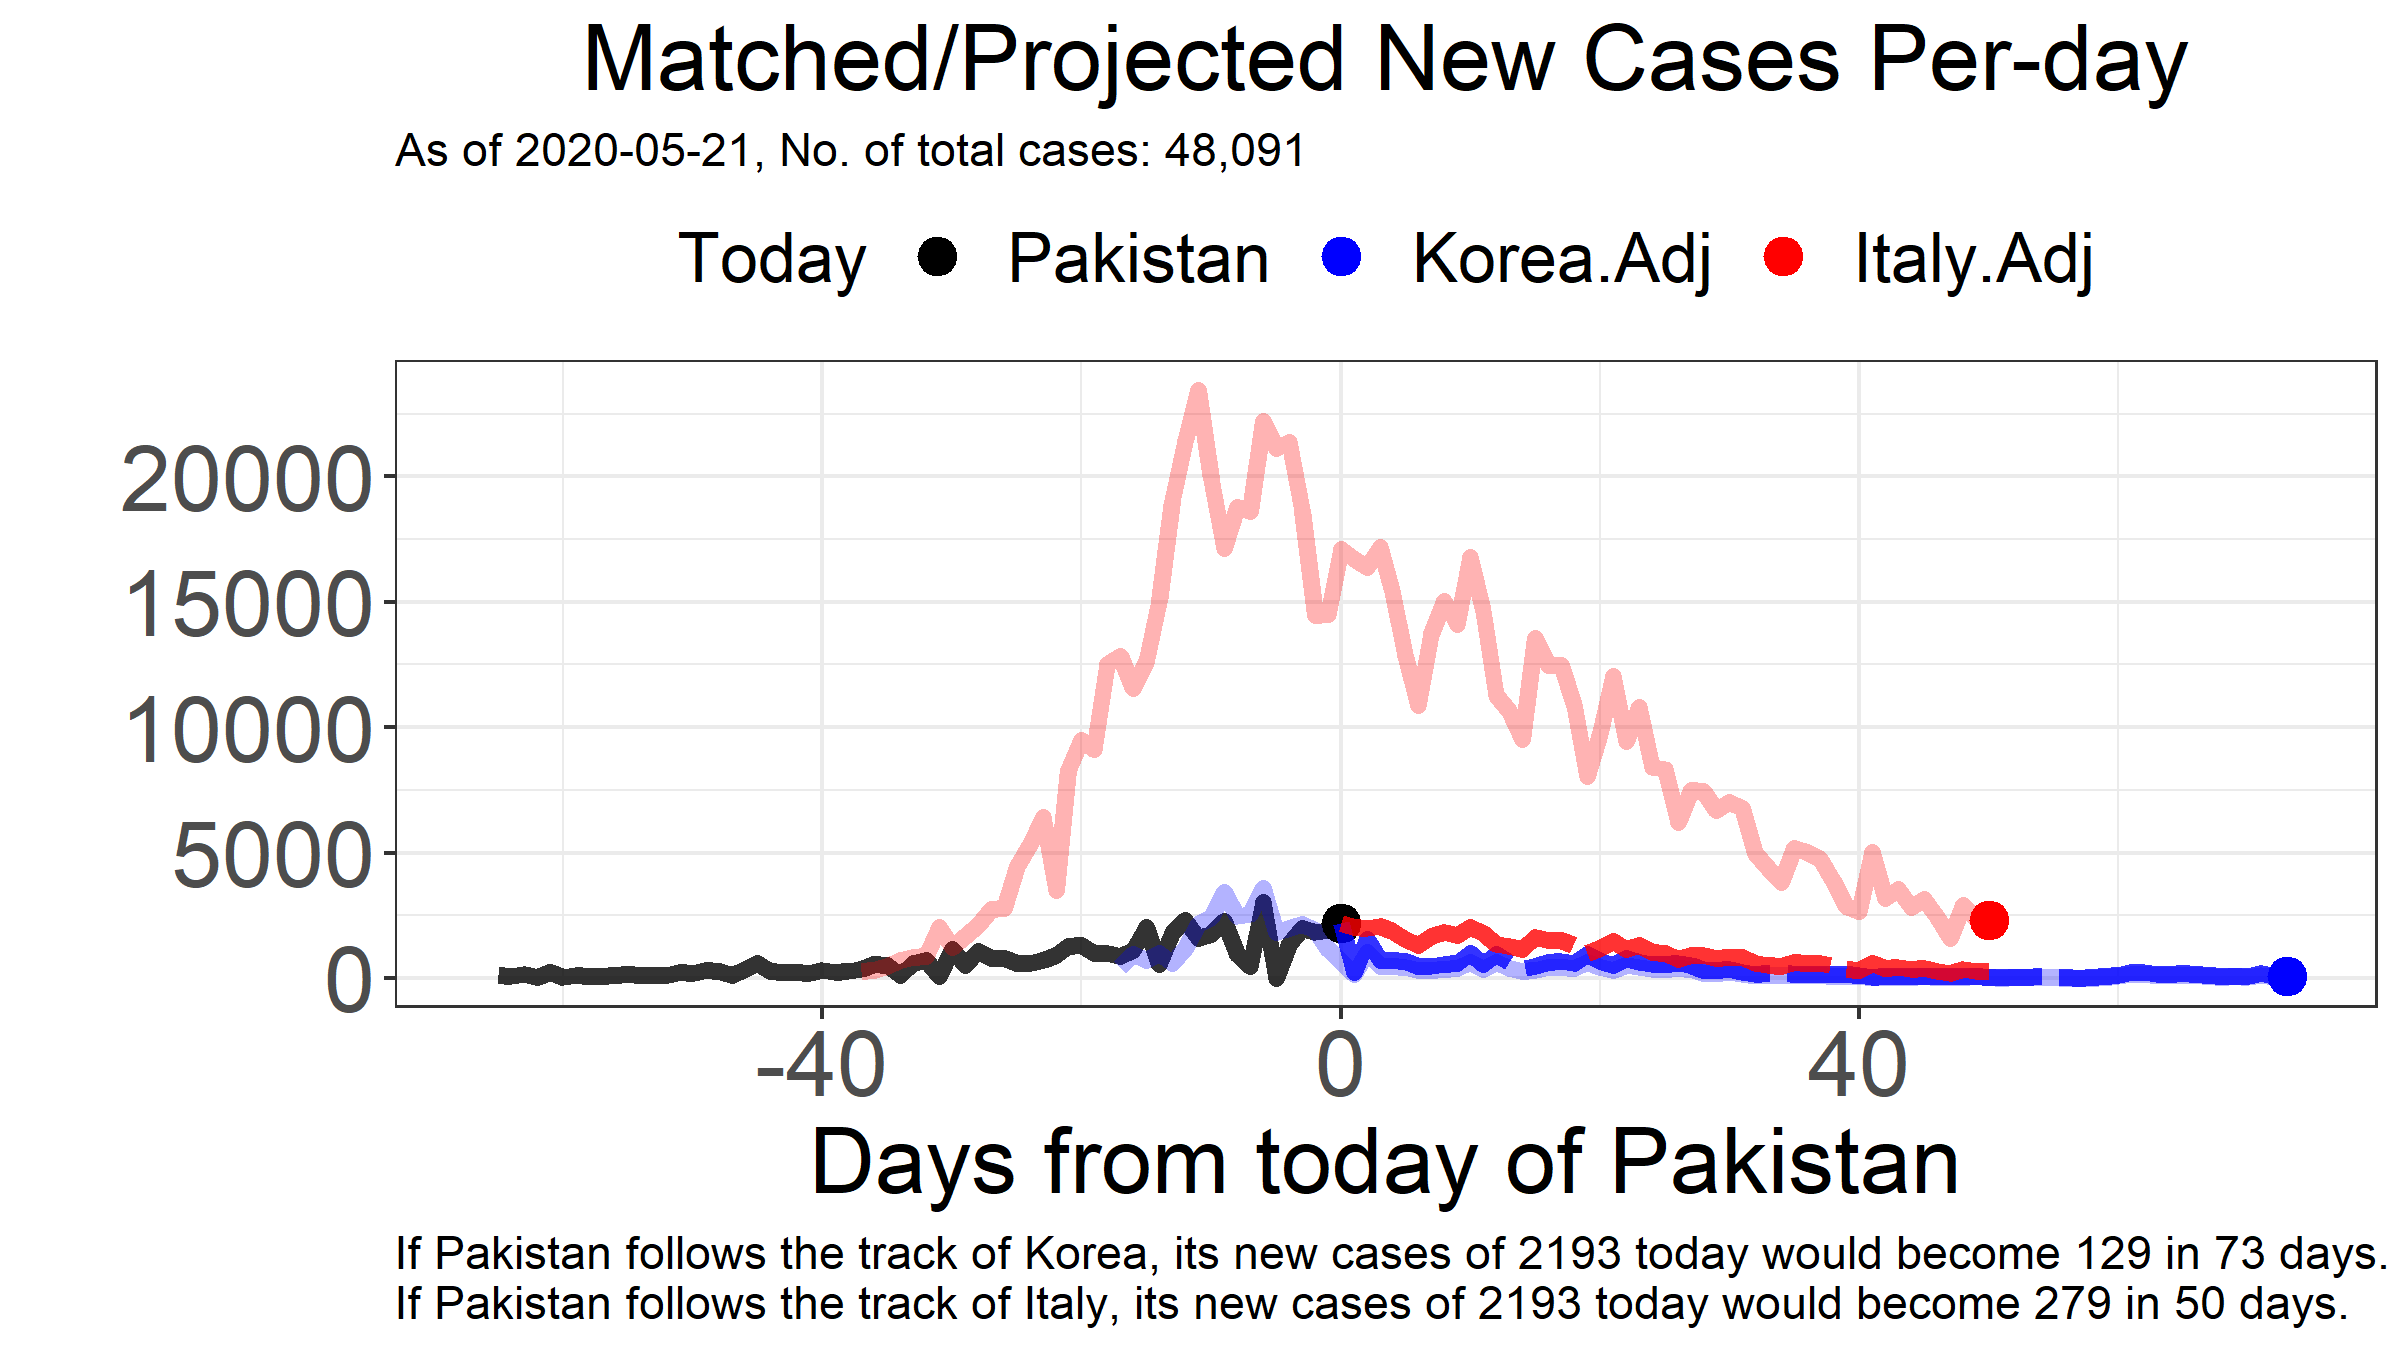 Matched/Projected New Cases Per-day
As of 2020-05-21, No. of total cases: 48,091
Today Pakistan Korea.Adj Italy.Adj
20000
15000
10000
5000
0
-40 0 40
Days from today of Pakistan
If Pakistan follows the track of Korea, its new cases of 2193 today would become 129 in 73 days.
If Pakistan follows the track of Italy, its new cases of 2193 today would become 279 in 50 days.